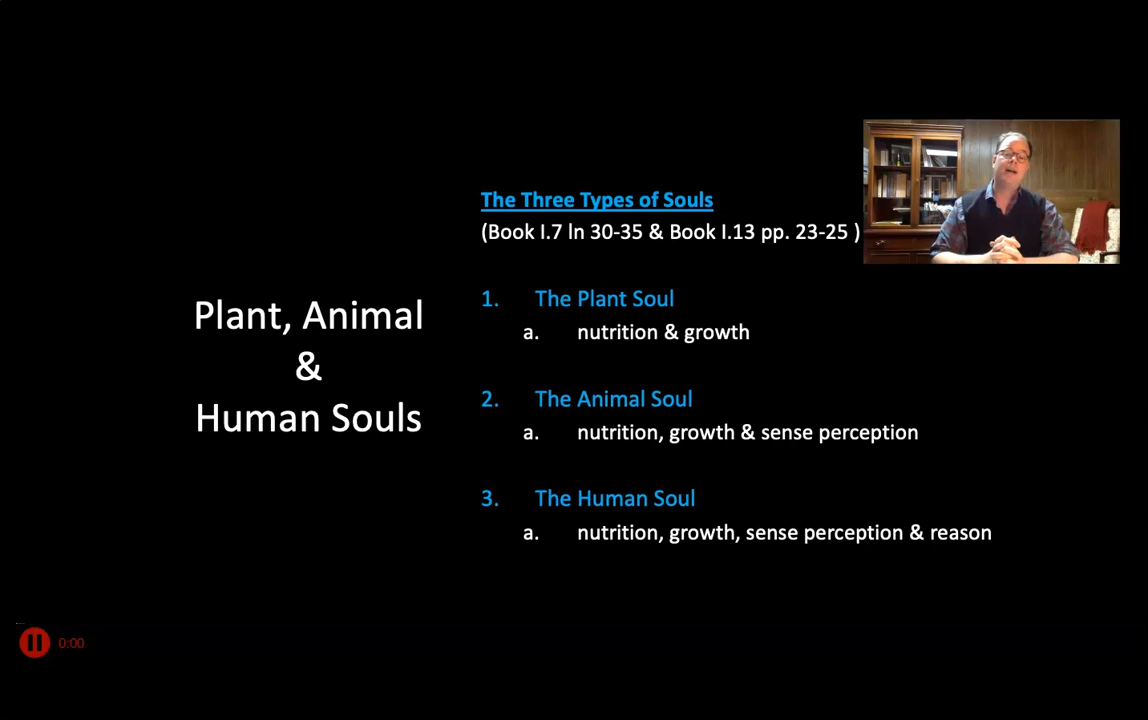 The Three Types of Souls
(Book I.7 ln 30-35 & Book I.13 pp. 23-25 )
Plant, Animal
&
Human Souls
1. The Plant Soul
a. nutrition & growth
2. The Animal Soul
a. nutrition, growth & sense perception
3. The Human Soul
a. nutrition, growth, sense perception & reason
0:00